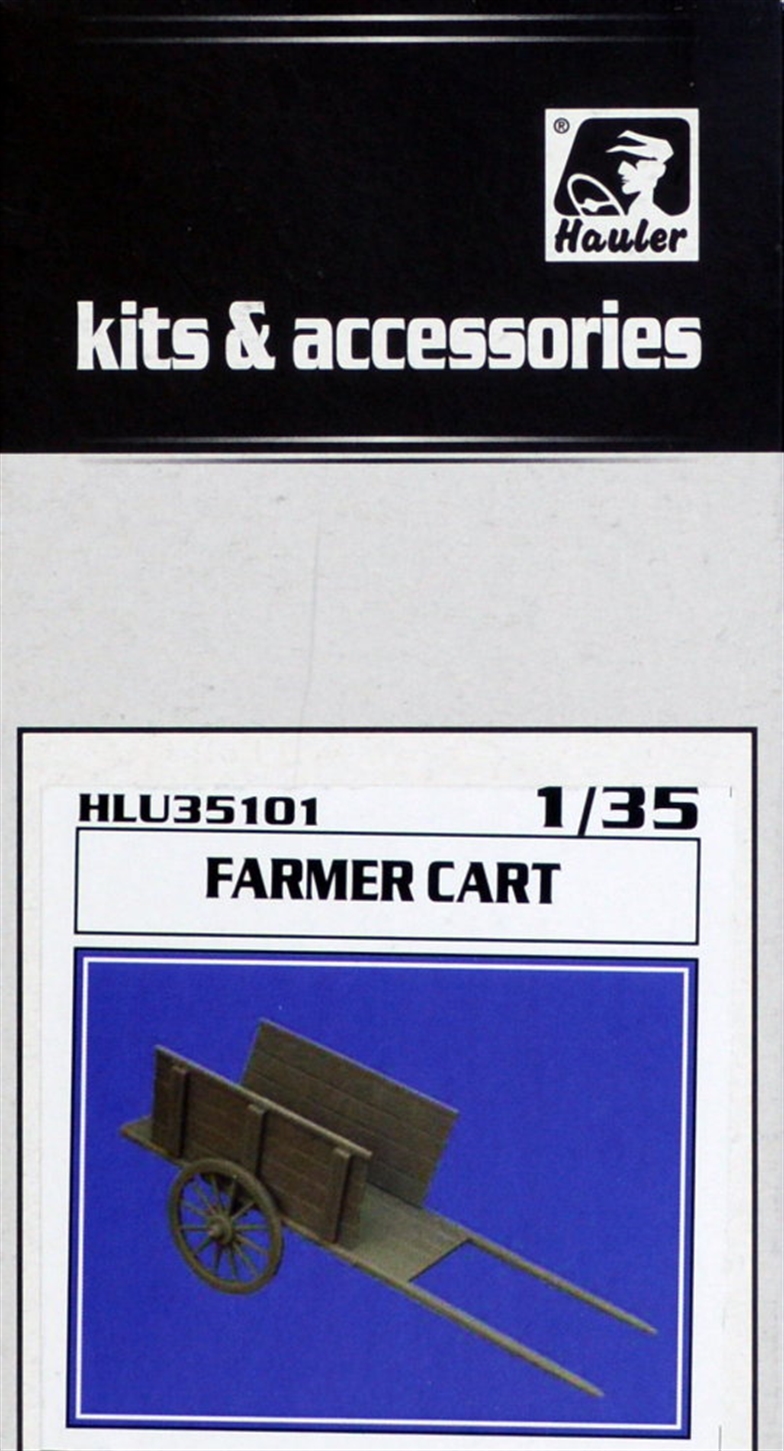 ®
Hauler
kits & accessories
HLU35101 1/35
FARMER CART